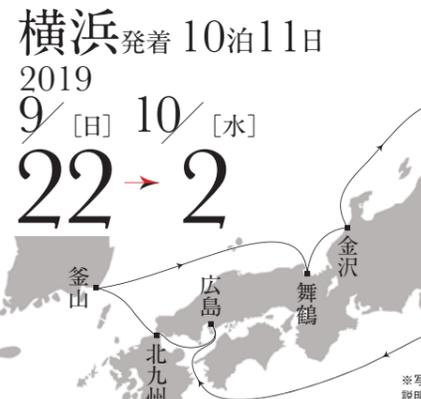 横浜発着 10泊11日
2019
9/22[日]→10/2[水]
金沢
舞鶴
広島
釜山
北九州